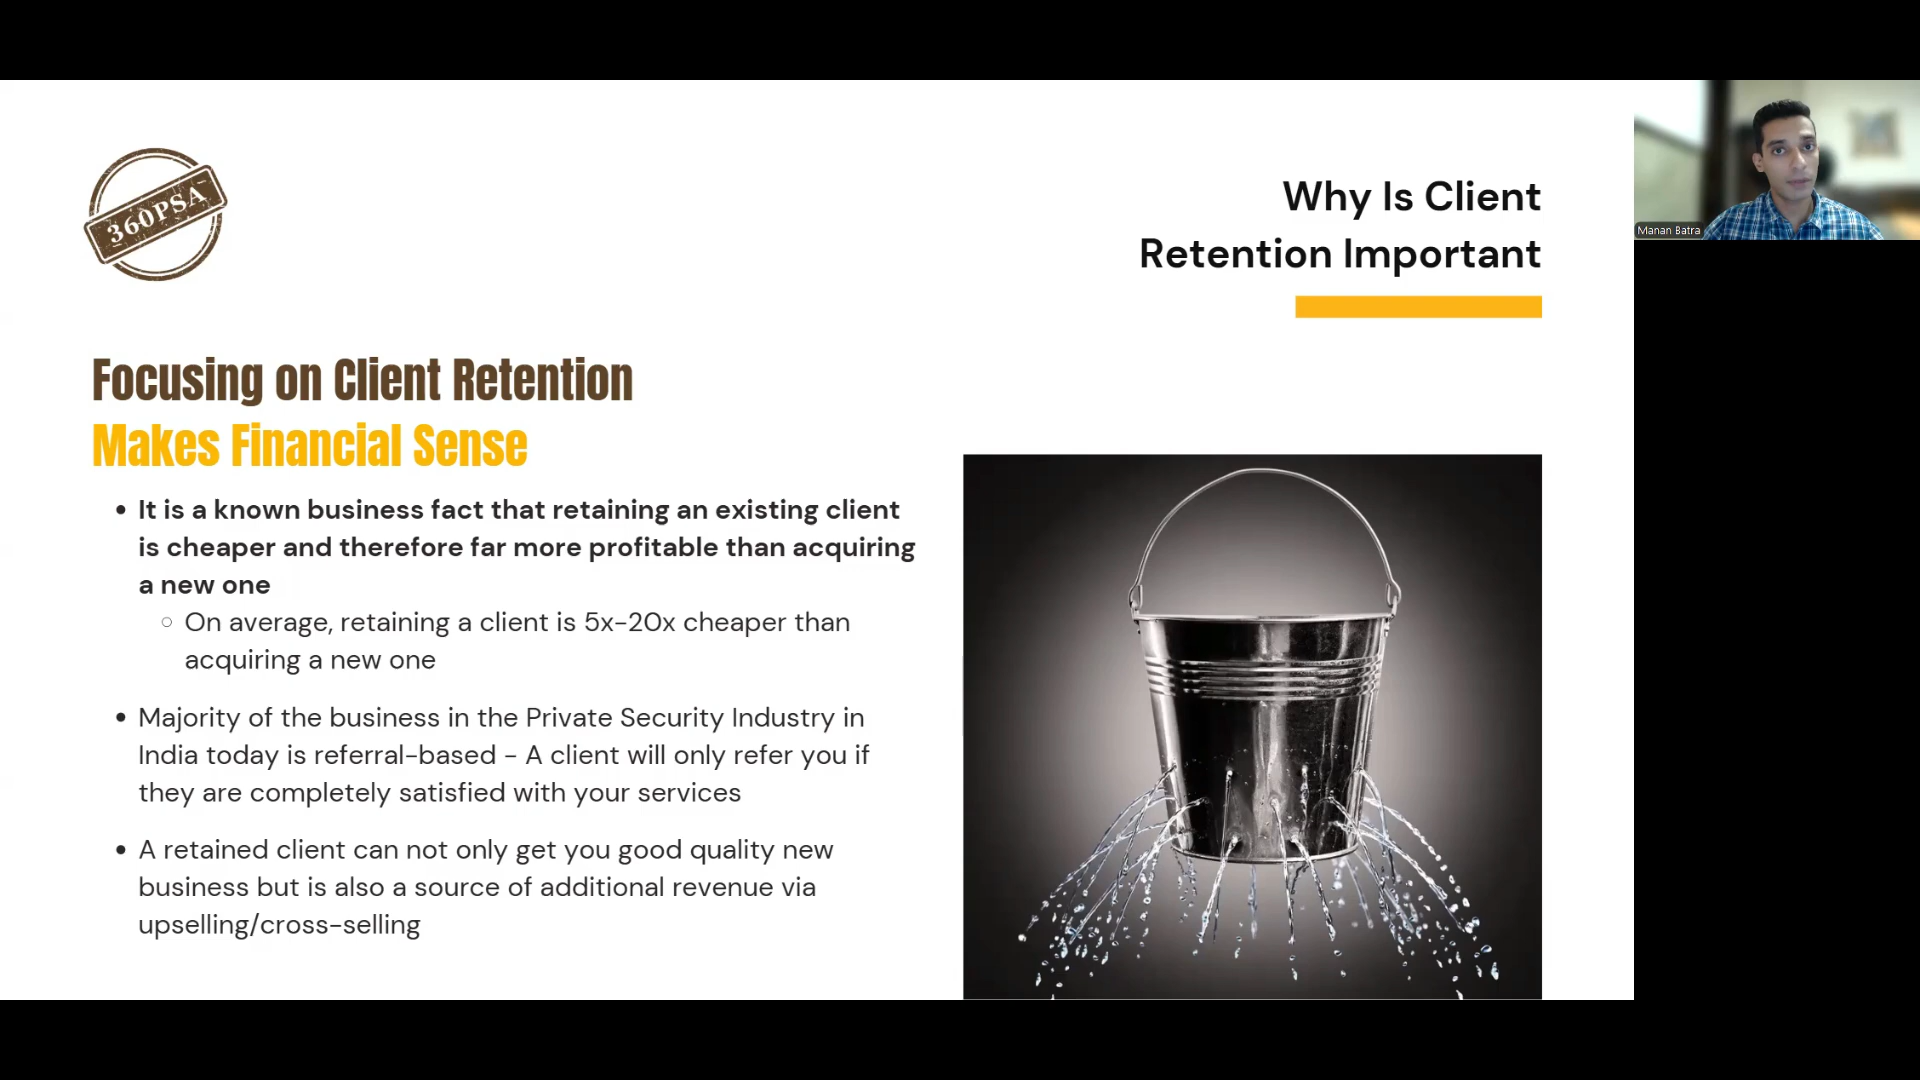 360PSA
Why Is Client
Retention Important
Manan Batra
Focusing on Client Retention
Makes Financial Sense
• It is a known business fact that retaining an existing client
is cheaper and therefore far more profitable than acquiring
a new one
○ On average, retaining a client is 5x-20x cheaper than
acquiring a new one
• Majority of the business in the Private Security Industry in
India today is referral-based - A client will only refer you if
they are completely satisfied with your services
• A retained client can not only get you good quality new
business but is also a source of additional revenue via
upselling/cross-selling